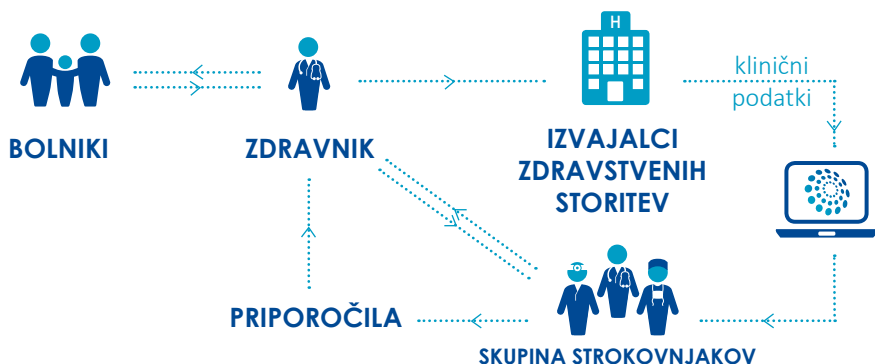 H
klinični
podatki
BOLNIKI
ZDRAVNIK
IZVAJALCI
ZDRAVSTVENIH
STORITEV
PRIPOROČILA
SKUPINA STROKOVNJAKOV